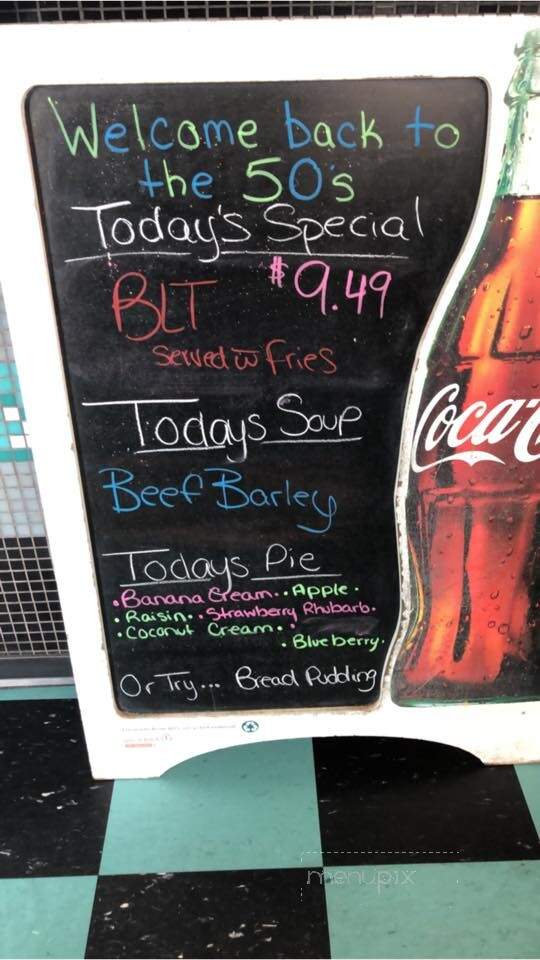 Welcome back to
the 50's
Today's Special
BLT $9.49
Served w Fries
Todays Soup
Beef Barley
Todays Pie
•Banana Cream. •Apple•
•Raisin. •Strawberry Rhubarb•
•Coconut Cream•
•Blueberry•
Or Try... Bread Pudding
Coca-C
menupix